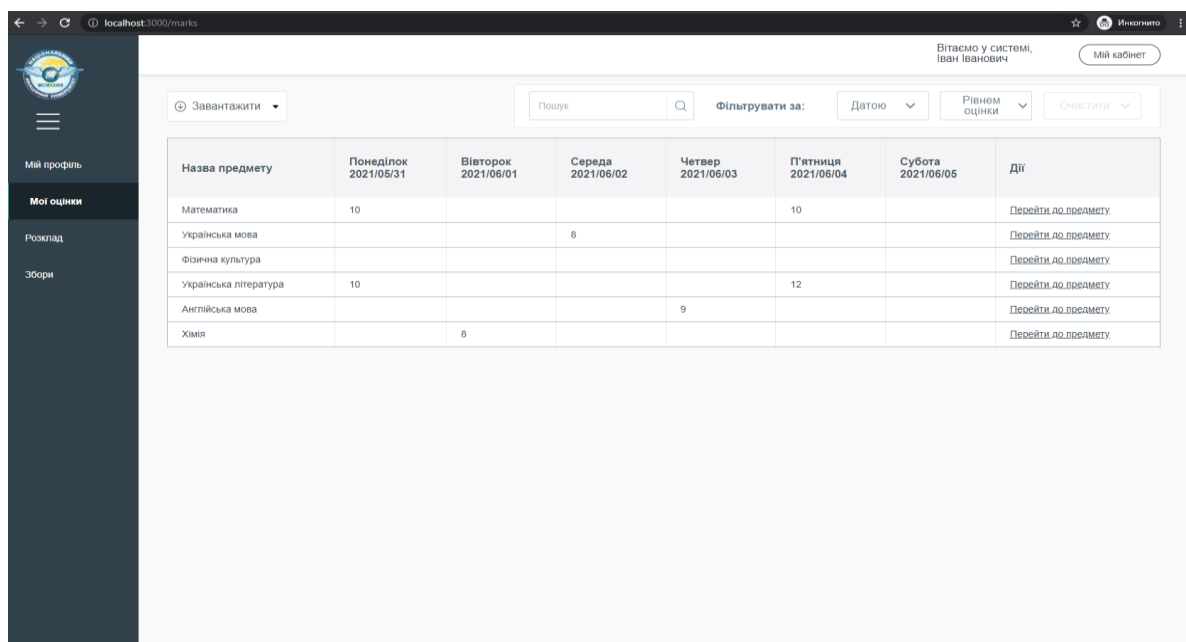 localhost:3000/marks
Инкогнито
Вітаємо у системі,
Іван Іванович
Мій кабінет
Завантажити
Пошук
Фільтрувати за:
Датою
Рівнем
оцінки
Очистити
Мій профіль
Мої оцінки
Розклад
Збори
Назва предмету Понеділок 2021/05/31 Вівторок 2021/06/01 Середа 2021/06/02 Четвер 2021/06/03 П'ятниця 2021/06/04 Субота 2021/06/05 Дії
Математика 10 10 Перейти до предмету
Українська мова 8 Перейти до предмету
Фізична культура Перейти до предмету
Українська література 10 12 Перейти до предмету
Англійська мова 9 Перейти до предмету
Хімія 8 Перейти до предмету